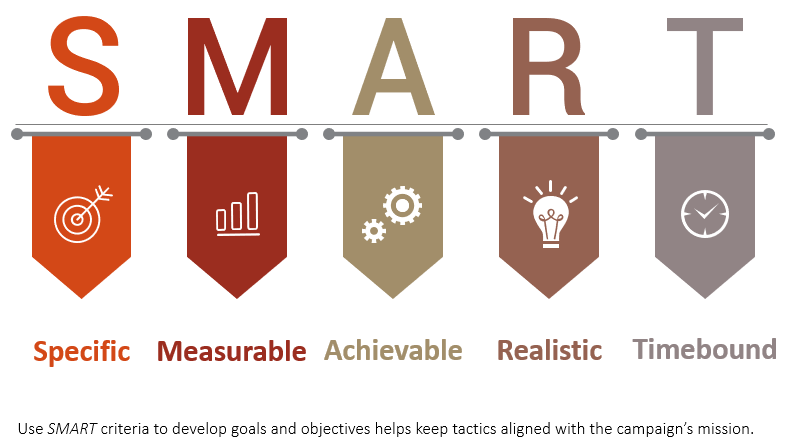 SMART
Specific Measurable Achievable Realistic Timebound
Use SMART criteria to develop goals and objectives helps keep tactics aligned with the campaign’s mission.